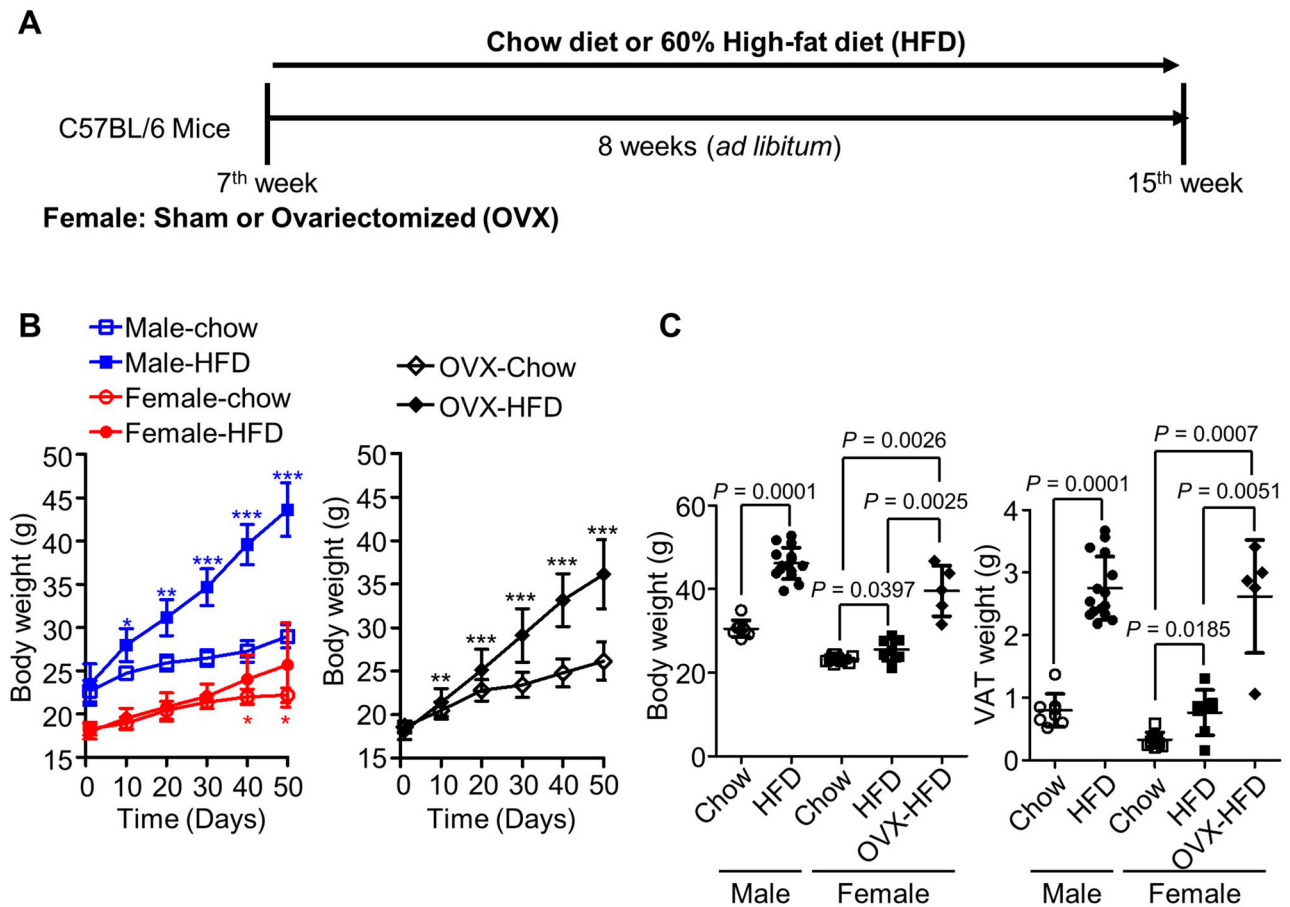 A
Chow diet or 60% High-fat diet (HFD)
C57BL/6 Mice
8 weeks (ad libitum)
7th week
15th week
Female: Sham or Ovariectomized (OVX)
B
Male-chow
Male-HFD
Female-chow
Female-HFD
OVX-Chow
OVX-HFD
Body weight (g)
50
45
40
35
30
25
20
15
0 10 20 30 40 50
Time (Days)
* ** *** *** ***
* *
Body weight (g)
50
45
40
35
30
25
20
15
0 10 20 30 40 50
Time (Days)
** *** *** *** ***
C
Body weight (g)
60
40
20
0
P = 0.0026
P = 0.0001
P = 0.0025
P = 0.0397
Chow
HFD
Chow
HFD
OVX-HFD
Male
Female
VAT weight (g)
4
3
2
1
0
P = 0.0007
P = 0.0001
P = 0.0051
P = 0.0185
Chow
HFD
Chow
HFD
OVX-HFD
Male
Female